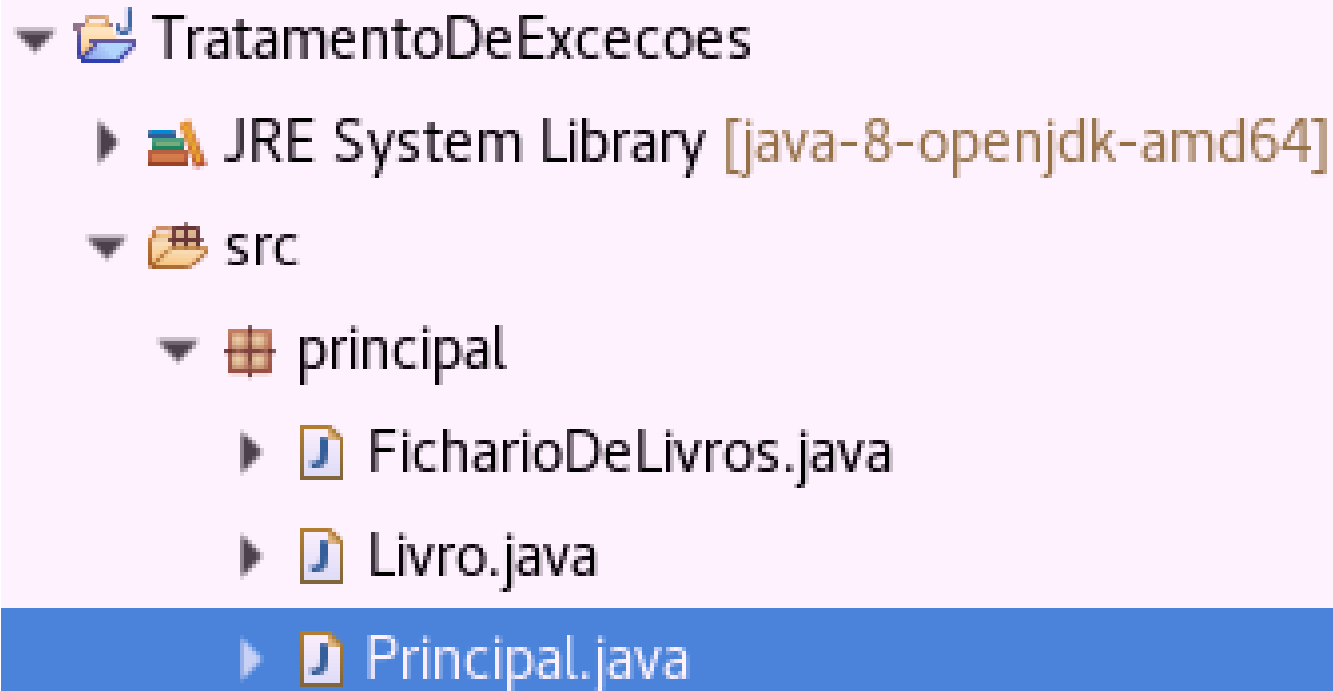 TratamentoDeExcecoes
JRE System Library [java-8-openjdk-amd64]
src
principal
FicharioDeLivros.java
Livro.java
Principal.java